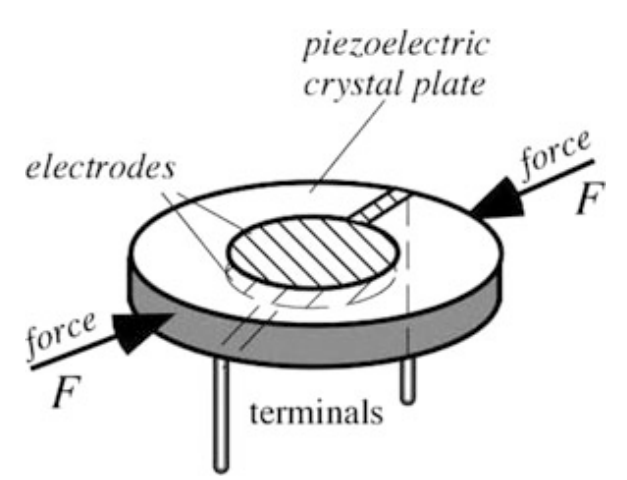 piezoelectric
crystal plate
electrodes
force
F
force
F
terminals